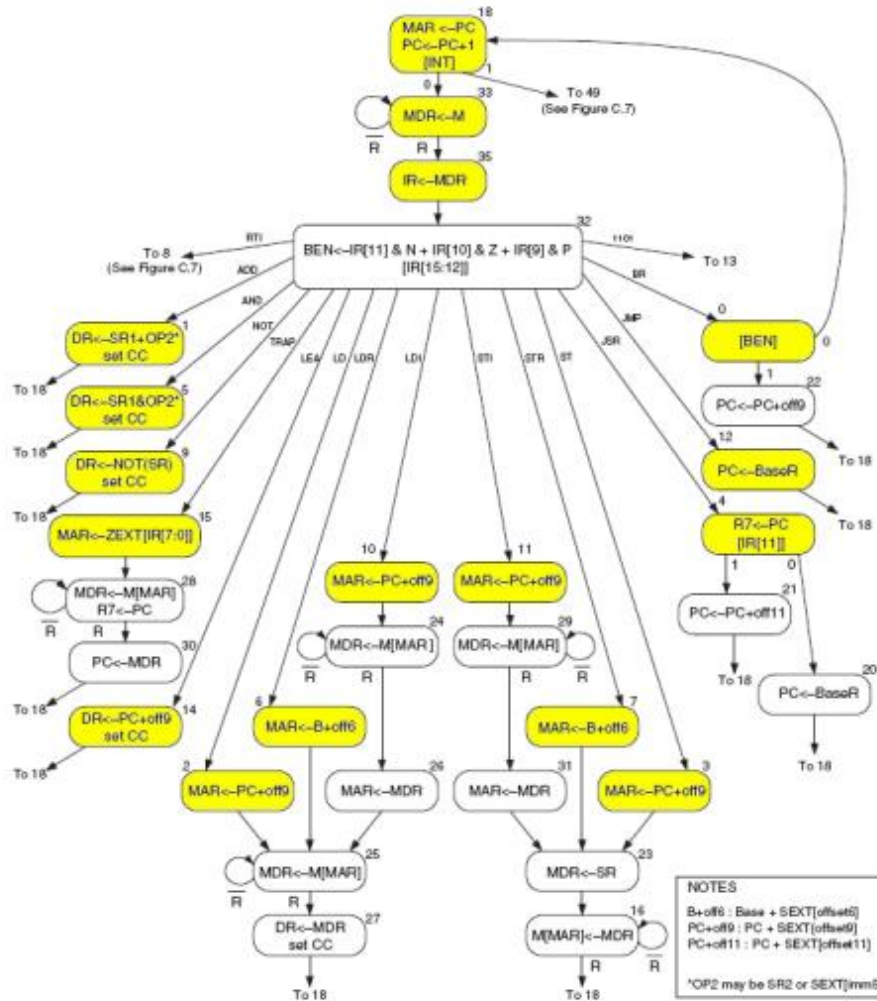 18
MAR <-PC
PC<-PC+1
[INT]
1
To 49
(See Figure C.7)
0
33
MDR<-M
R
R
35
IR<-MDR
32
BEN<-IR[11] & N + IR[10] & Z + IR[9] & P
[IR[15:12]]
RTI
To 8
(See Figure C.7)
1101
To 13
ADD
AND
NOT
TRAP
LEA
LD
LDR
LDI
STI
STR
ST
JSR
JMP
BR
1
DR<-SR1+OP2*
set CC
To 18
0
[BEN]
0
1
22
PC<-PC+off9
To 18
5
DR<-SR1&OP2*
set CC
To 18
9
DR<-NOT(SR)
set CC
To 18
12
PC<-BaseR
To 18
15
MAR<-ZEXT[IR[7:0]]
4
R7<-PC
[IR[11]]
1
0
28
MDR<-M[MAR]
R7<-PC
R
R
30
PC<-MDR
To 18
10
MAR<-PC+off9
11
MAR<-PC+off9
24
MDR<-M[MAR]
R
R
29
MDR<-M[MAR]
R
R
21
PC<-PC+off11
To 18
20
PC<-BaseR
To 18
14
DR<-PC+off9
set CC
To 18
6
MAR<-B+off6
7
MAR<-B+off6
2
MAR<-PC+off9
26
MAR<-MDR
31
MAR<-MDR
3
MAR<-PC+off9
25
MDR<-M[MAR]
R
R
23
MDR<-SR
27
DR<-MDR
set CC
To 18
16
M[MAR]<-MDR
R
R
To 18
NOTES
B+off6 : Base + SEXT[offset6]
PC+off9 : PC + SEXT[offset9]
PC+off11 : PC + SEXT[offset11]
*OP2 may be SR2 or